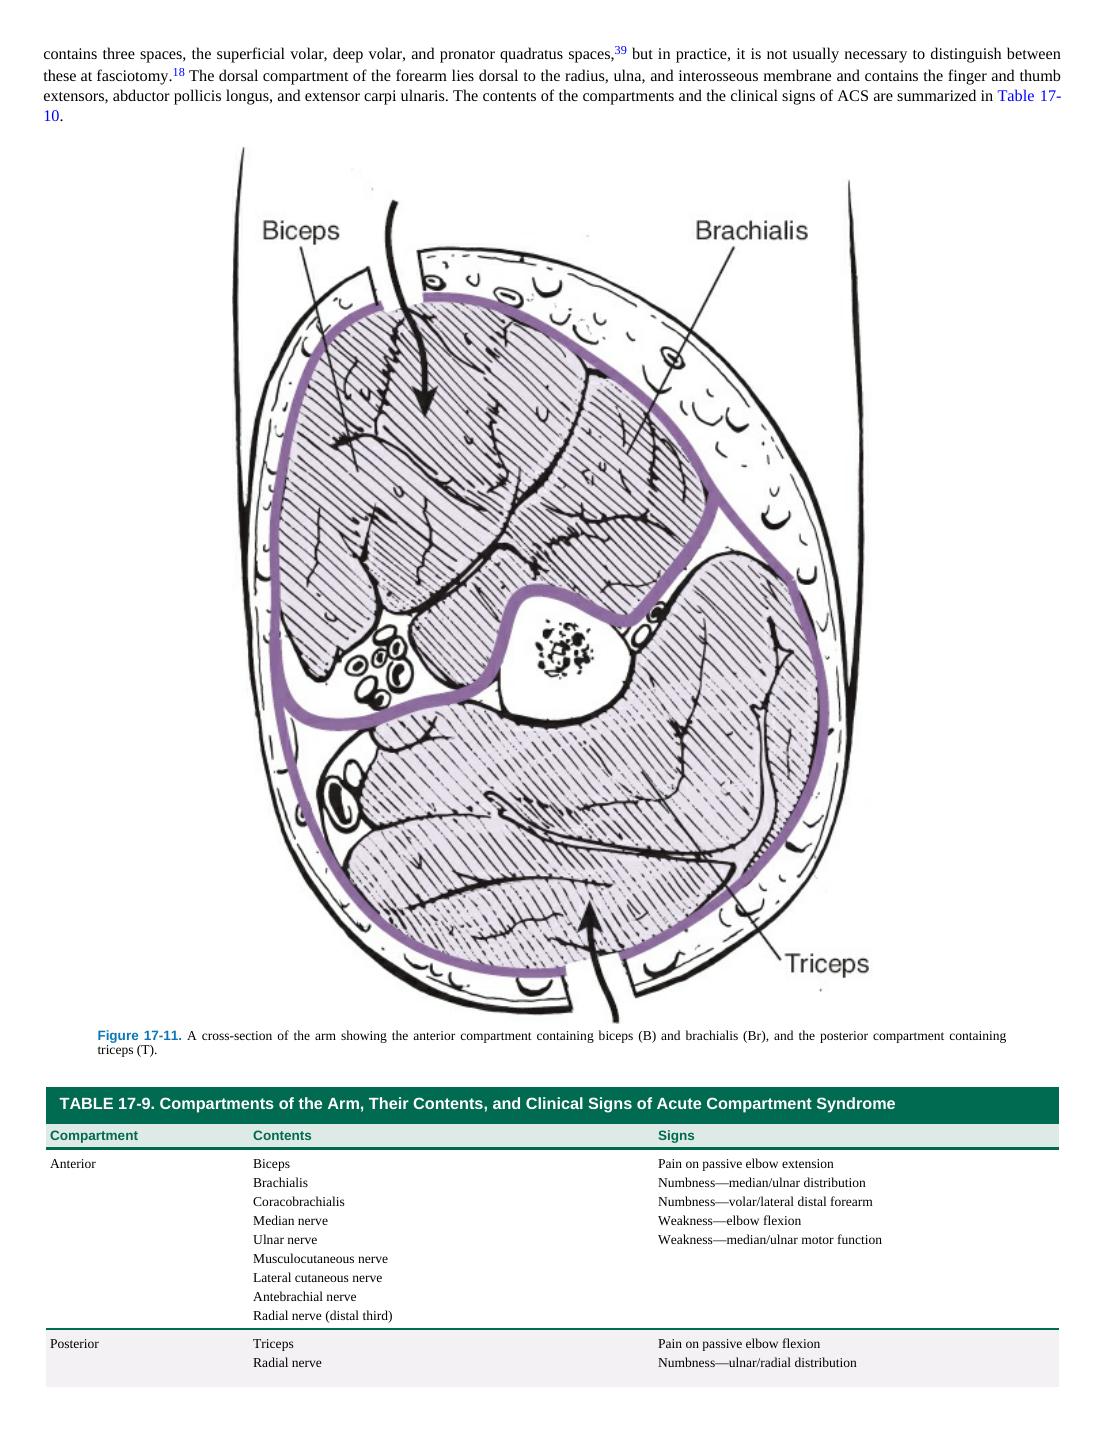 contains three spaces, the superficial volar, deep volar, and pronator quadratus spaces,39 but in practice, it is not usually necessary to distinguish between
these at fasciotomy.18 The dorsal compartment of the forearm lies dorsal to the radius, ulna, and interosseous membrane and contains the finger and thumb
extensors, abductor pollicis longus, and extensor carpi ulnaris. The contents of the compartments and the clinical signs of ACS are summarized in Table 17-
10.
Biceps
Brachialis
Triceps
Figure 17-11. A cross-section of the arm showing the anterior compartment containing biceps (B) and brachialis (Br), and the posterior compartment containing
triceps (T).
TABLE 17-9. Compartments of the Arm, Their Contents, and Clinical Signs of Acute Compartment Syndrome
Compartment Contents Signs
Anterior Biceps Pain on passive elbow extension
Brachialis Numbness—median/ulnar distribution
Coracobrachialis Numbness—volar/lateral distal forearm
Median nerve Weakness—elbow flexion
Ulnar nerve Weakness—median/ulnar motor function
Musculocutaneous nerve
Lateral cutaneous nerve
Antebrachial nerve
Radial nerve (distal third)
Posterior Triceps Pain on passive elbow flexion
Radial nerve Numbness—ulnar/radial distribution